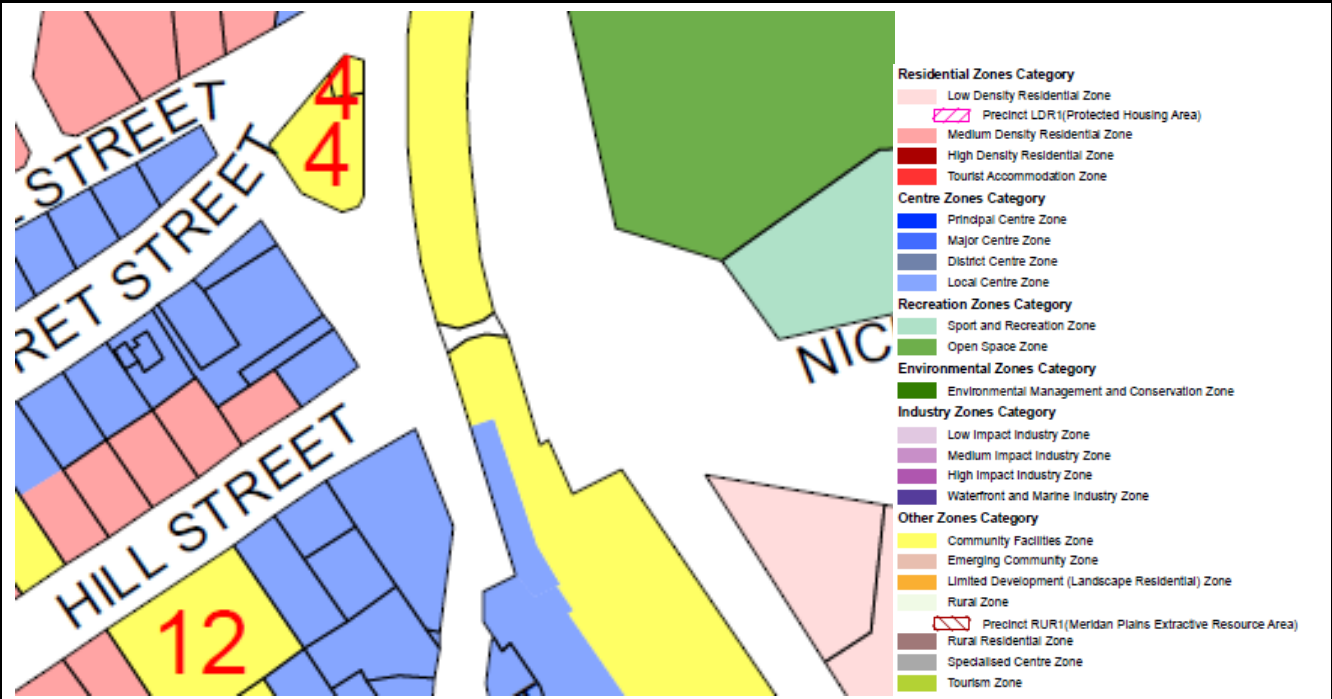 STREET
4
4
STREET
RET STREET
NIC
HILL STREET
12
Residential Zones Category
Low Density Residential Zone
Precinct LDR1(Protected Housing Area)
Medium Density Residential Zone
High Density Residential Zone
Tourist Accommodation Zone
Centre Zones Category
Principal Centre Zone
Major Centre Zone
District Centre Zone
Local Centre Zone
Recreation Zones Category
Sport and Recreation Zone
Open Space Zone
Environmental Zones Category
Environmental Management and Conservation Zone
Industry Zones Category
Low Impact Industry Zone
Medium Impact Industry Zone
High Impact Industry Zone
Waterfront and Marine Industry Zone
Other Zones Category
Community Facilities Zone
Emerging Community Zone
Limited Development (Landscape Residential) Zone
Rural Zone
Precinct RUR1(Meridan Plains Extractive Resource Area)
Rural Residential Zone
Specialised Centre Zone
Tourism Zone